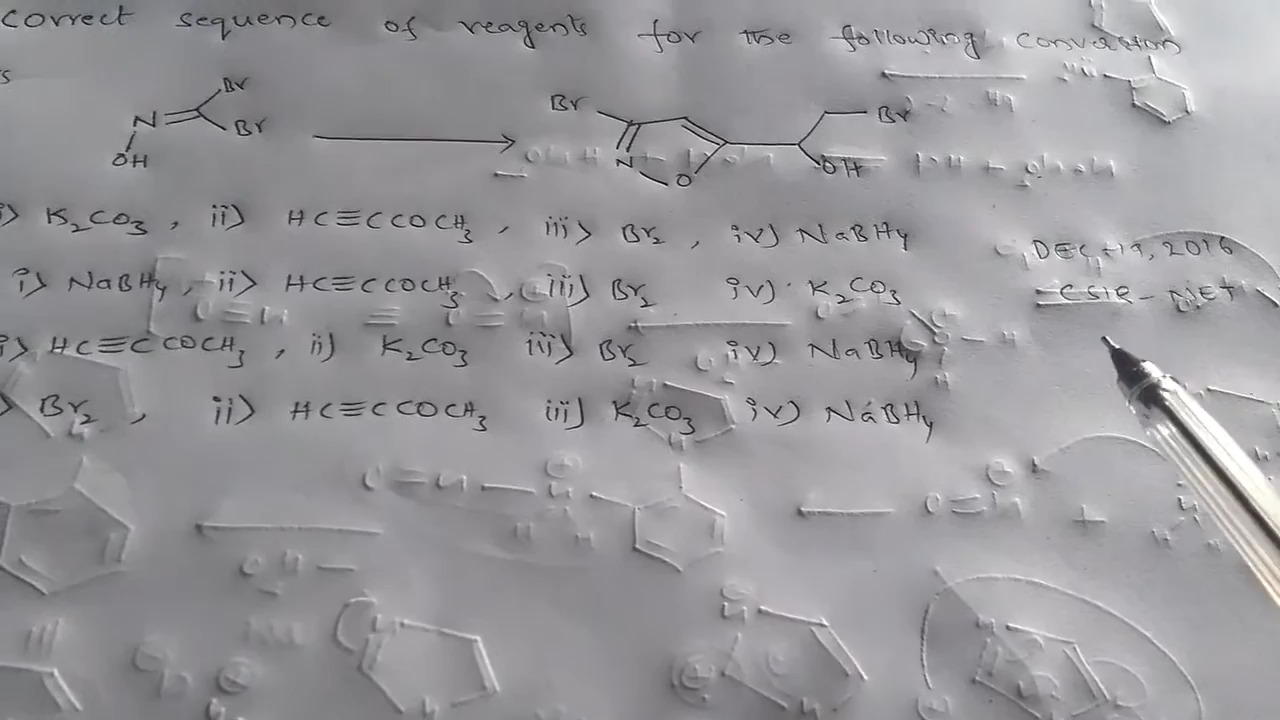 correct sequence of reagents for the following conversion
s
Br
N
Br
OH
Br
Br
N
O
OH
i> K₂CO₃, ii> HC≡CCOCH₃, iii> Br₂, iv) NaBH₄
i> NaBH₄, ii> HC≡CCOCH₃, iii) Br₂ iv). K₂CO₃
i> HC≡CCOCH₃, ii) K₂CO₃ iii> Br₂ iv) NaBH₄
> Br₂, ii> HC≡CCOCH₃ iii) K₂CO₃ iv) NaBH₄
DEC-19, 2016
CSIR-NET